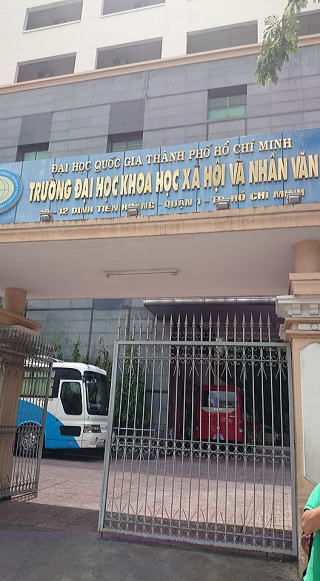 ĐẠI HỌC QUỐC GIA THÀNH PHỐ HỒ CHÍ MINH
TRƯỜNG ĐẠI HỌC KHOA HỌC XÃ HỘI VÀ NHÂN VĂN
10 - 12 ĐINH TIÊN HOÀNG - QUẬN 1 - TP. HỒ CHÍ MINH